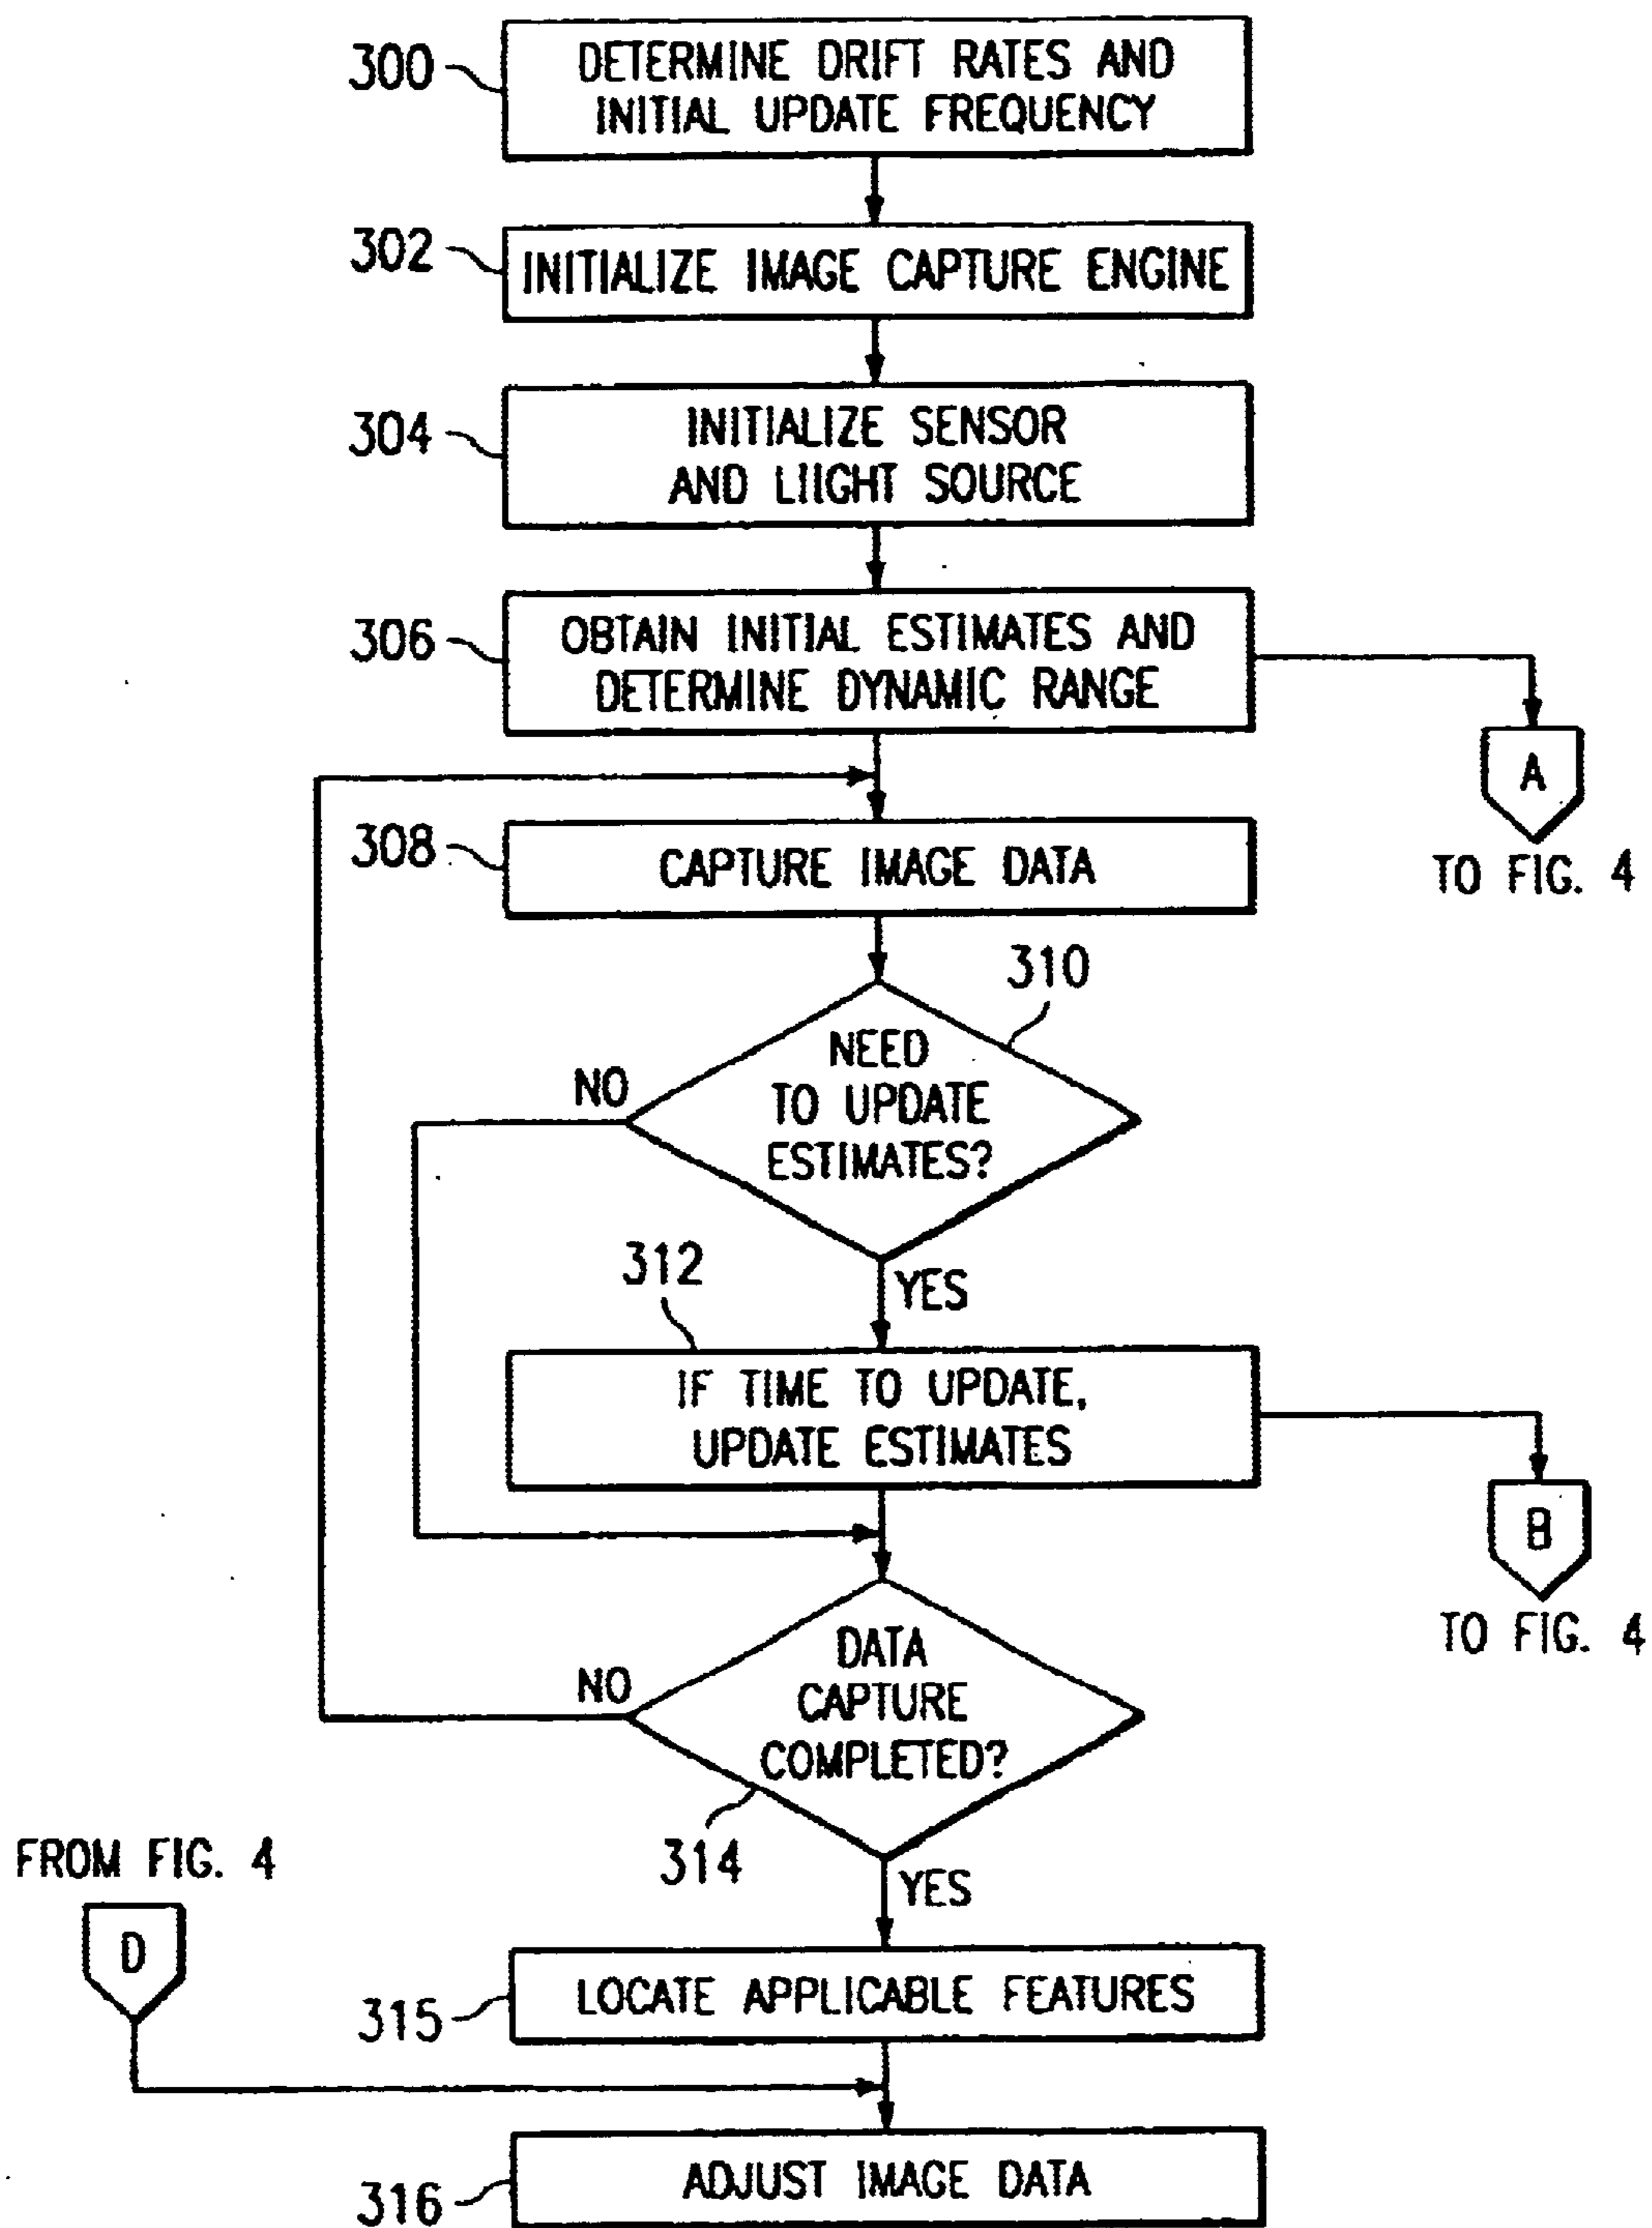 300
DETERMINE DRIFT RATES AND
INITIAL UPDATE FREQUENCY
302
INITIALIZE IMAGE CAPTURE ENGINE
304
INITIALIZE SENSOR
AND LIIGHT SOURCE
306
OBTAIN INITIAL ESTIMATES AND
DETERMINE DYNAMIC RANGE
A
TO FIG. 4
308
CAPTURE IMAGE DATA
310
NEED
TO UPDATE
ESTIMATES?
NO
YES
312
IF TIME TO UPDATE,
UPDATE ESTIMATES
B
TO FIG. 4
DATA
CAPTURE
COMPLETED?
NO
314
YES
FROM FIG. 4
D
315
LOCATE APPLICABLE FEATURES
316
ADJUST IMAGE DATA